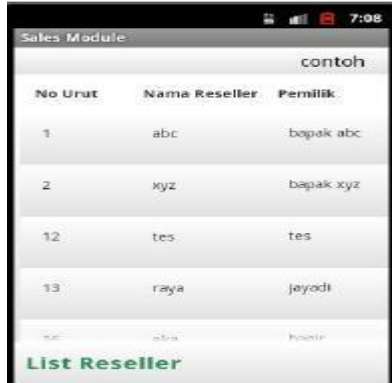 7:08
Sales Module
contoh
No Urut Nama Reseller Pemilik
1 abc bapak abc
2 xyz bapak xyz
12 tes tes
13 raya jayadi
List Reseller